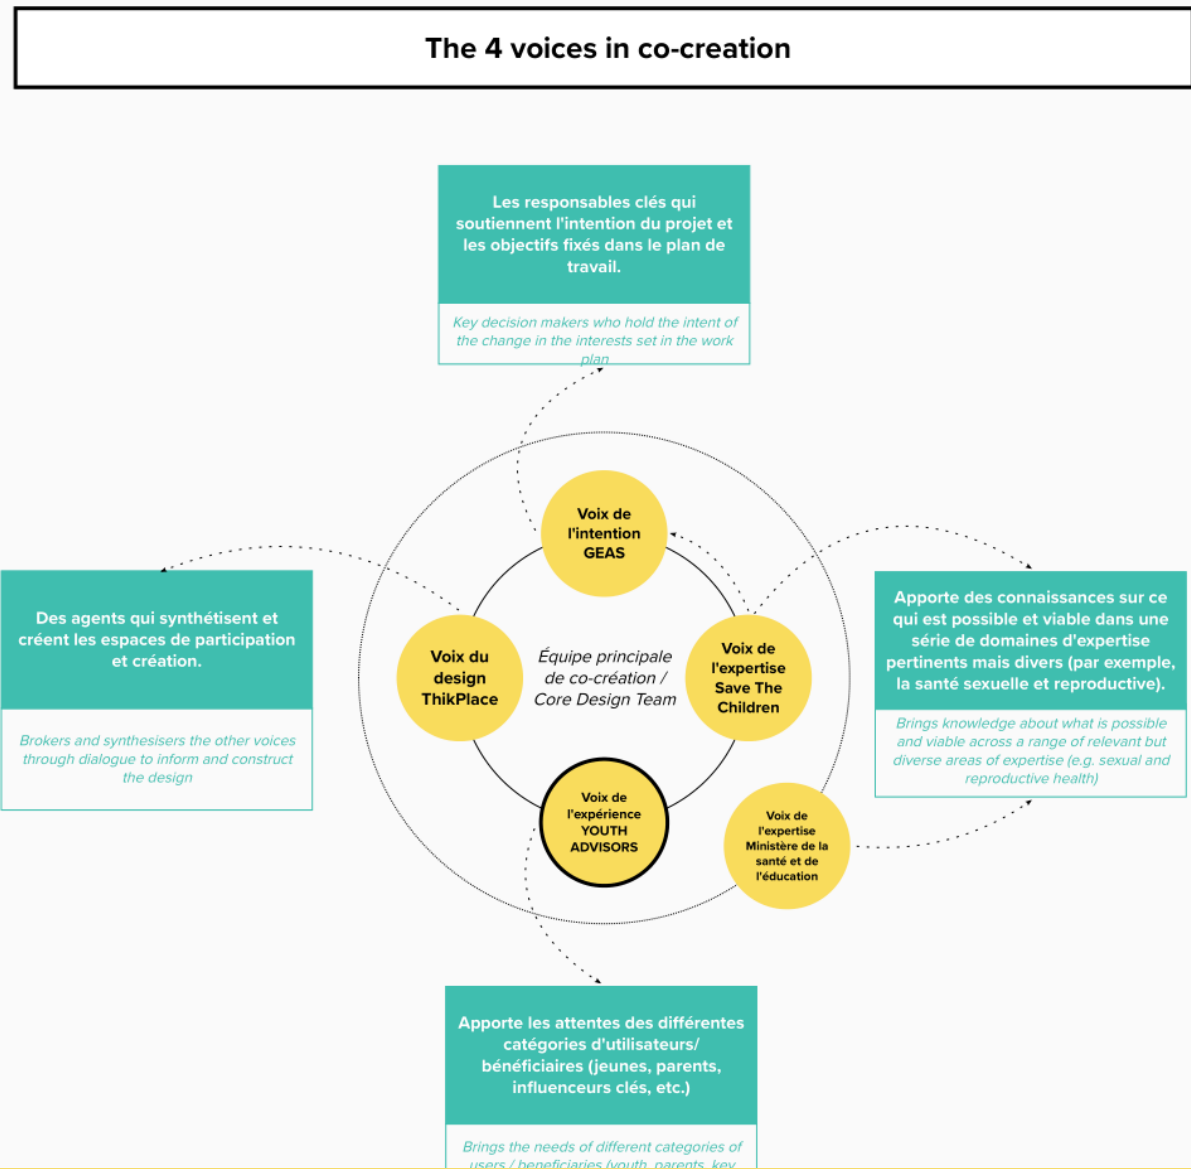 The 4 voices in co-creation
Les responsables clés qui
soutiennent l'intention du projet et
les objectifs fixés dans le plan de
travail.
Key decision makers who hold the intent of
the change in the interests set in the work
plan
Voix de
l'intention
GEAS
Des agents qui synthétisent et
créent les espaces de participation
et création.
Brokers and synthesisers the other voices
through dialogue to inform and construct
the design
Voix du
design
ThikPlace
Équipe principale
de co-création /
Core Design Team
Voix de
l'expertise
Save The
Children
Apporte des connaissances sur ce
qui est possible et viable dans une
série de domaines d'expertise
pertinents mais divers (par exemple,
la santé sexuelle et reproductive).
Brings knowledge about what is possible
and viable across a range of relevant but
diverse areas of expertise (e.g. sexual and
reproductive health)
Voix de
l'expérience
YOUTH
ADVISORS
Voix de
l'expertise
Ministère de la
santé et de
l'éducation
Apporte les attentes des différentes
catégories d'utilisateurs/
bénéficiaires (jeunes, parents,
influenceurs clés, etc.)
Brings the needs of different categories of
users / beneficiaries (youth, parents, key